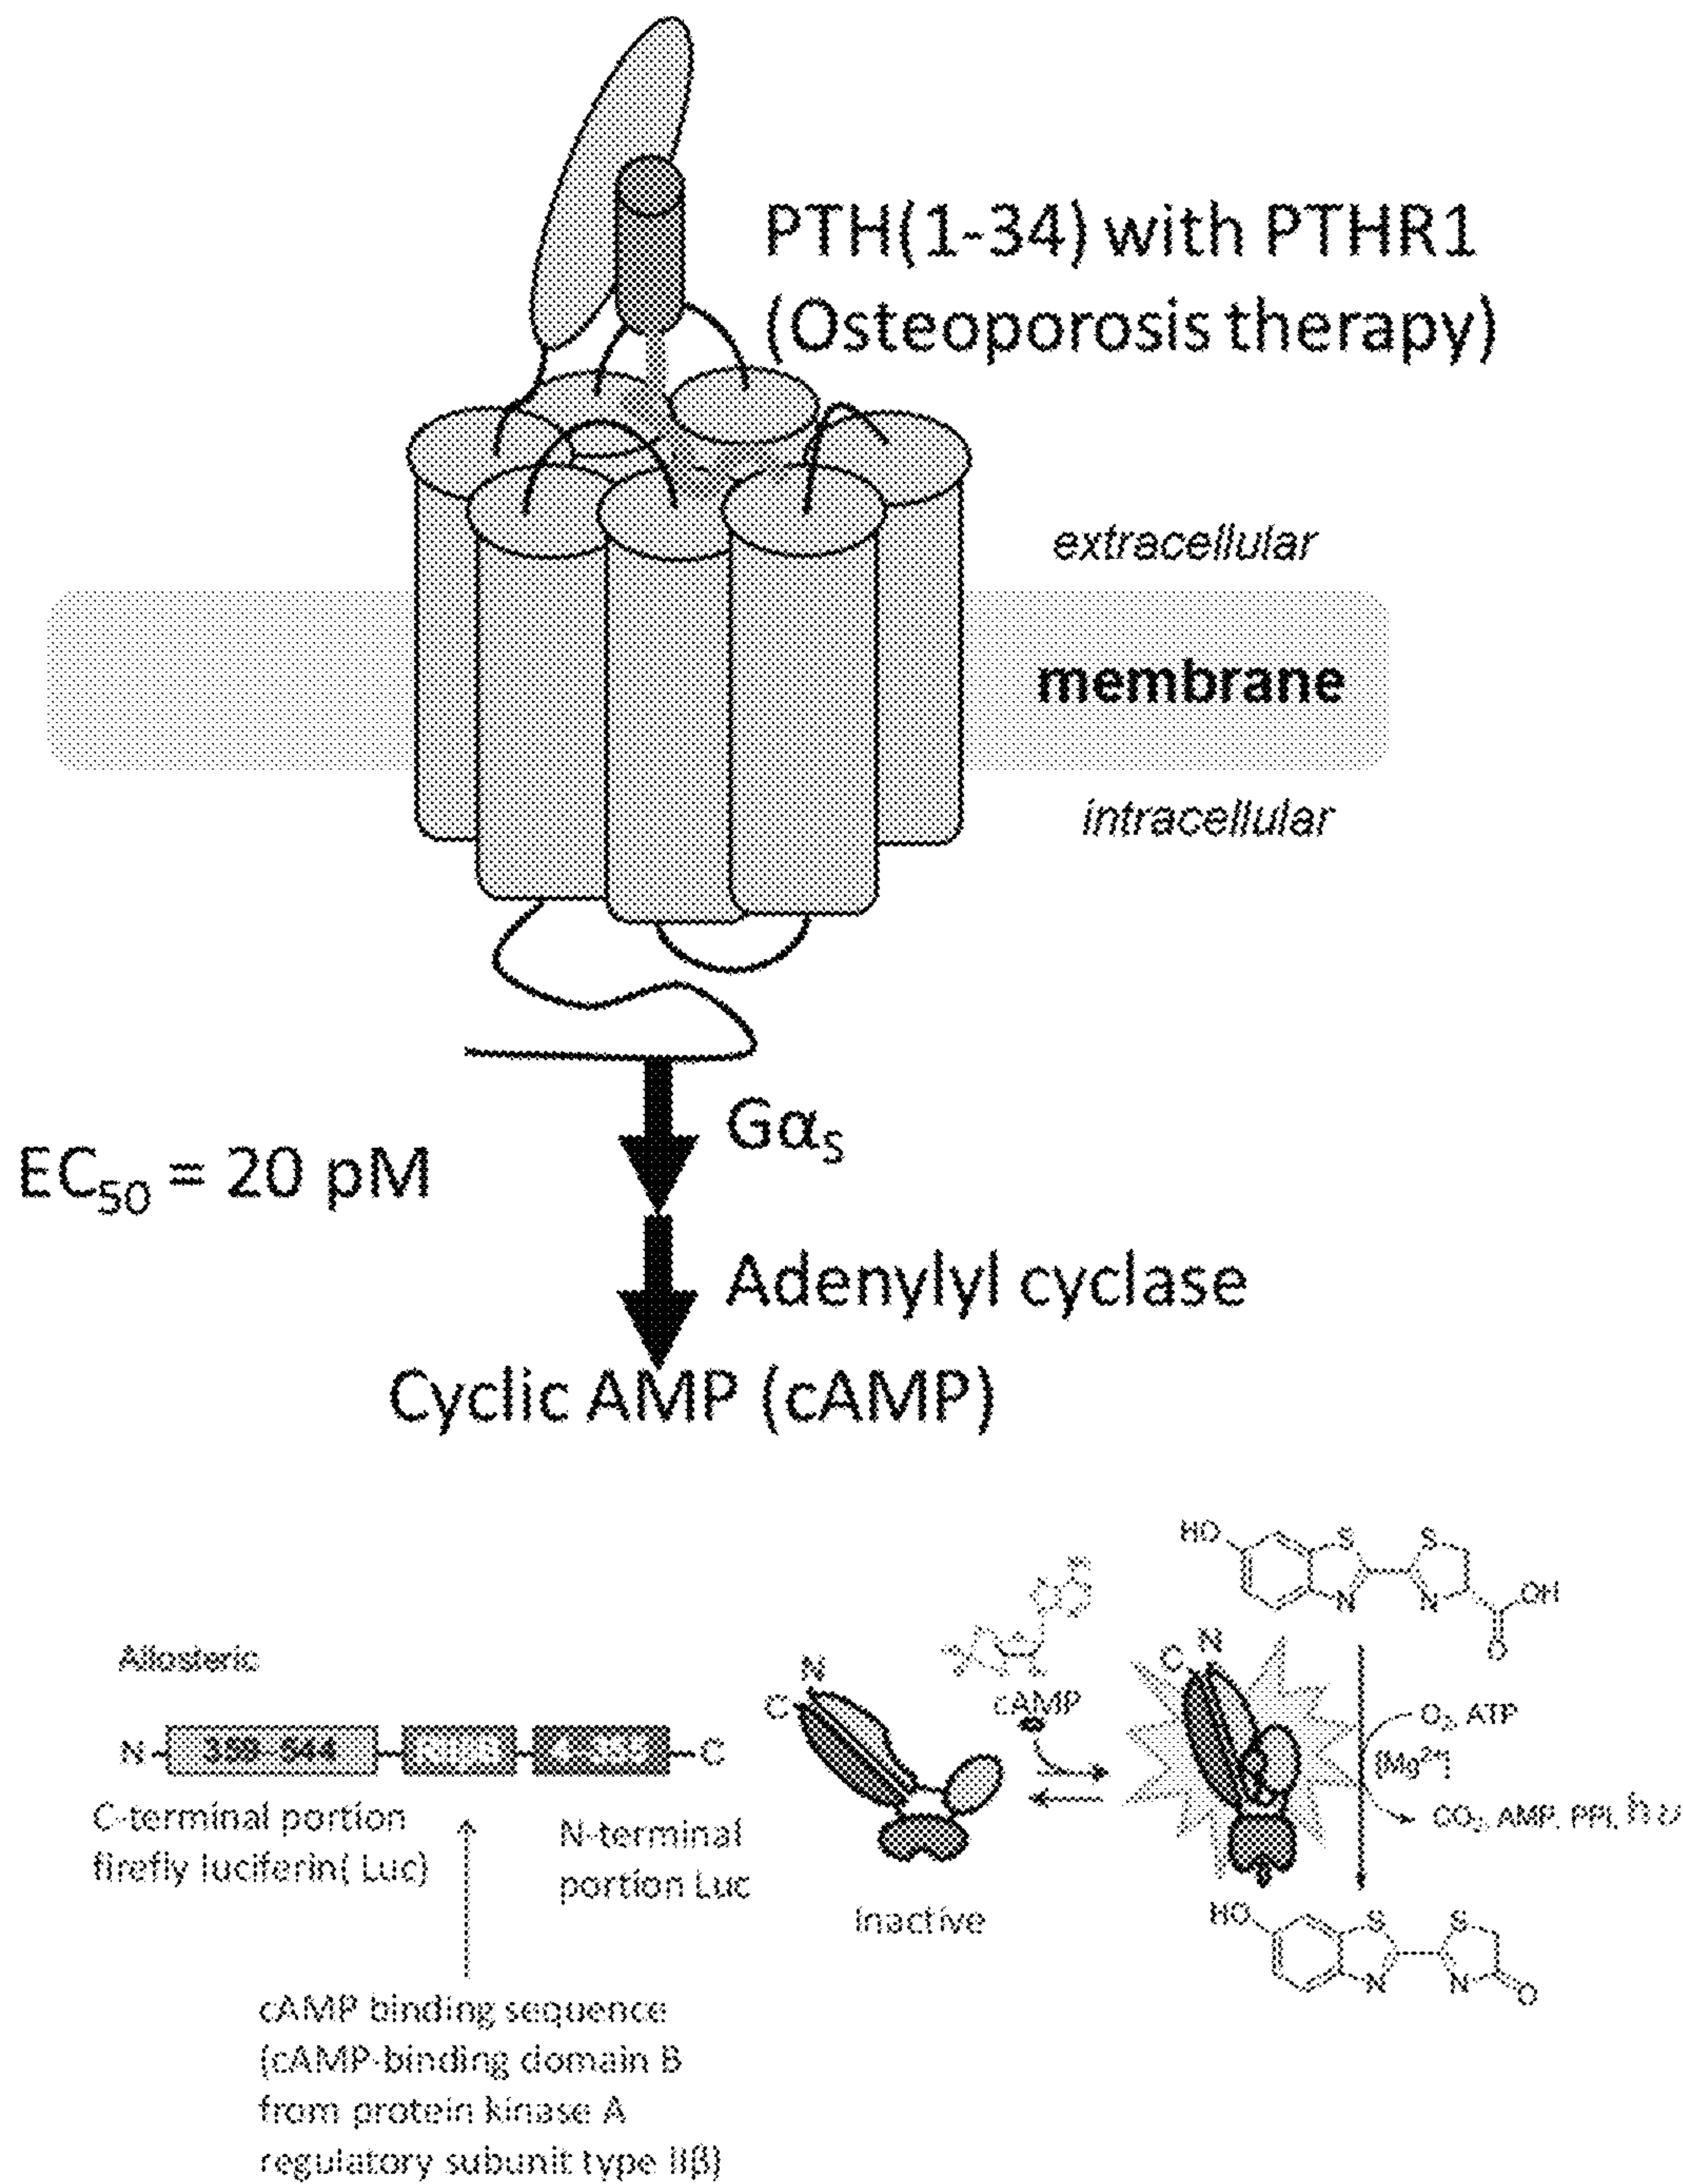 PTH(1-34) with PTHR1
(Osteoporosis therapy)
extracellular
membrane
intracellular
Gαs
EC50 = 20 pM
Adenylyl cyclase
Cyclic AMP (cAMP)
Allosteric
N
C
C-terminal portion
firefly luciferin( Luc)
N-terminal
portion Luc
cAMP binding sequence
(cAMP-binding domain B
from protein kinase A
regulatory subunit type IIβ)
N
C
Inactive
cAMP
N
C
HO
S
S
N
N
OH
O
O2, ATP
[Mg2+]
CO2, AMP, PPi, hν
HO
S
S
N
N
O